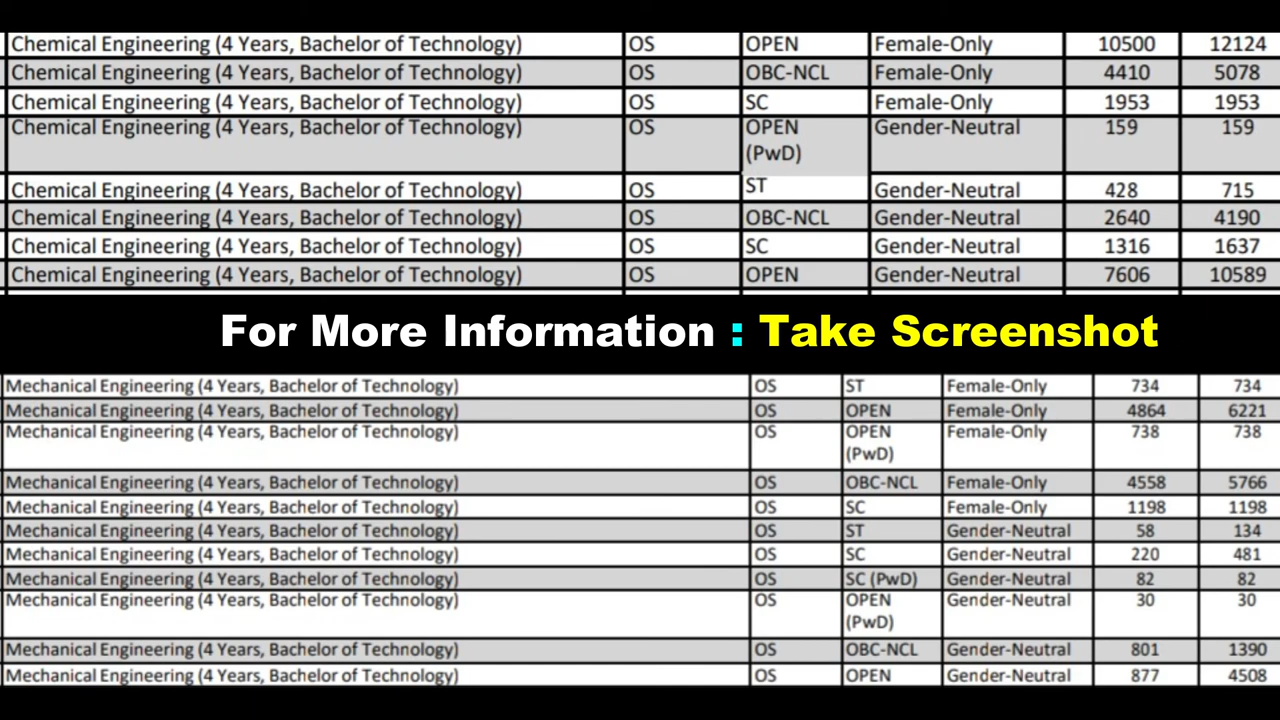 Chemical Engineering (4 Years, Bachelor of Technology) OS OPEN Female-Only 10500 12124
Chemical Engineering (4 Years, Bachelor of Technology) OS OBC-NCL Female-Only 4410 5078
Chemical Engineering (4 Years, Bachelor of Technology) OS SC Female-Only 1953 1953
Chemical Engineering (4 Years, Bachelor of Technology) OS OPEN Gender-Neutral 159 159
(PwD)
Chemical Engineering (4 Years, Bachelor of Technology) OS ST Gender-Neutral 428 715
Chemical Engineering (4 Years, Bachelor of Technology) OS OBC-NCL Gender-Neutral 2640 4190
Chemical Engineering (4 Years, Bachelor of Technology) OS SC Gender-Neutral 1316 1637
Chemical Engineering (4 Years, Bachelor of Technology) OS OPEN Gender-Neutral 7606 10589
For More Information : Take Screenshot
Mechanical Engineering (4 Years, Bachelor of Technology) OS ST Female-Only 734 734
Mechanical Engineering (4 Years, Bachelor of Technology) OS OPEN Female-Only 4864 6221
Mechanical Engineering (4 Years, Bachelor of Technology) OS OPEN Female-Only 738 738
(PwD)
Mechanical Engineering (4 Years, Bachelor of Technology) OS OBC-NCL Female-Only 4558 5766
Mechanical Engineering (4 Years, Bachelor of Technology) OS SC Female-Only 1198 1198
Mechanical Engineering (4 Years, Bachelor of Technology) OS ST Gender-Neutral 58 134
Mechanical Engineering (4 Years, Bachelor of Technology) OS SC Gender-Neutral 220 481
Mechanical Engineering (4 Years, Bachelor of Technology) OS SC (PwD) Gender-Neutral 82 82
Mechanical Engineering (4 Years, Bachelor of Technology) OS OPEN Gender-Neutral 30 30
(PwD)
Mechanical Engineering (4 Years, Bachelor of Technology) OS OBC-NCL Gender-Neutral 801 1390
Mechanical Engineering (4 Years, Bachelor of Technology) OS OPEN Gender-Neutral 877 4508